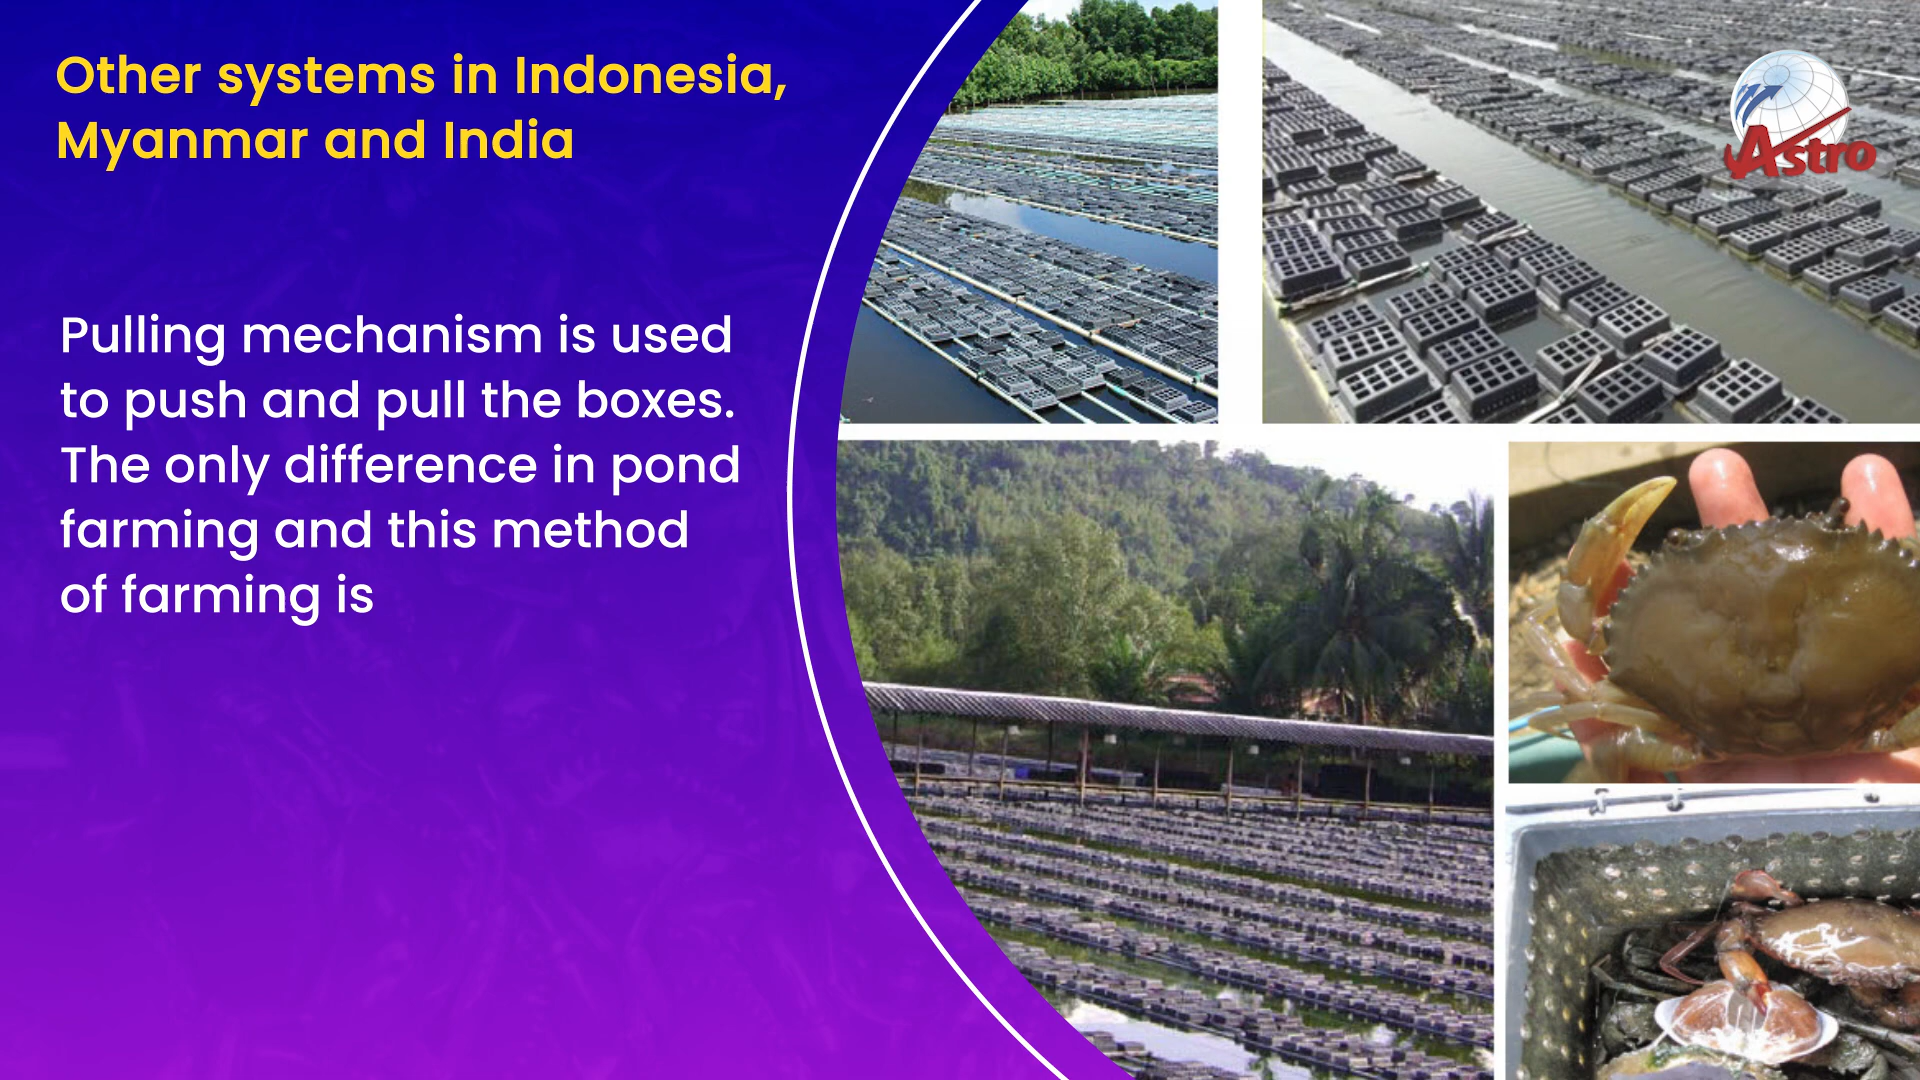 Other systems in Indonesia,
Myanmar and India
Astro
Pulling mechanism is used
to push and pull the boxes.
The only difference in pond
farming and this method
of farming is